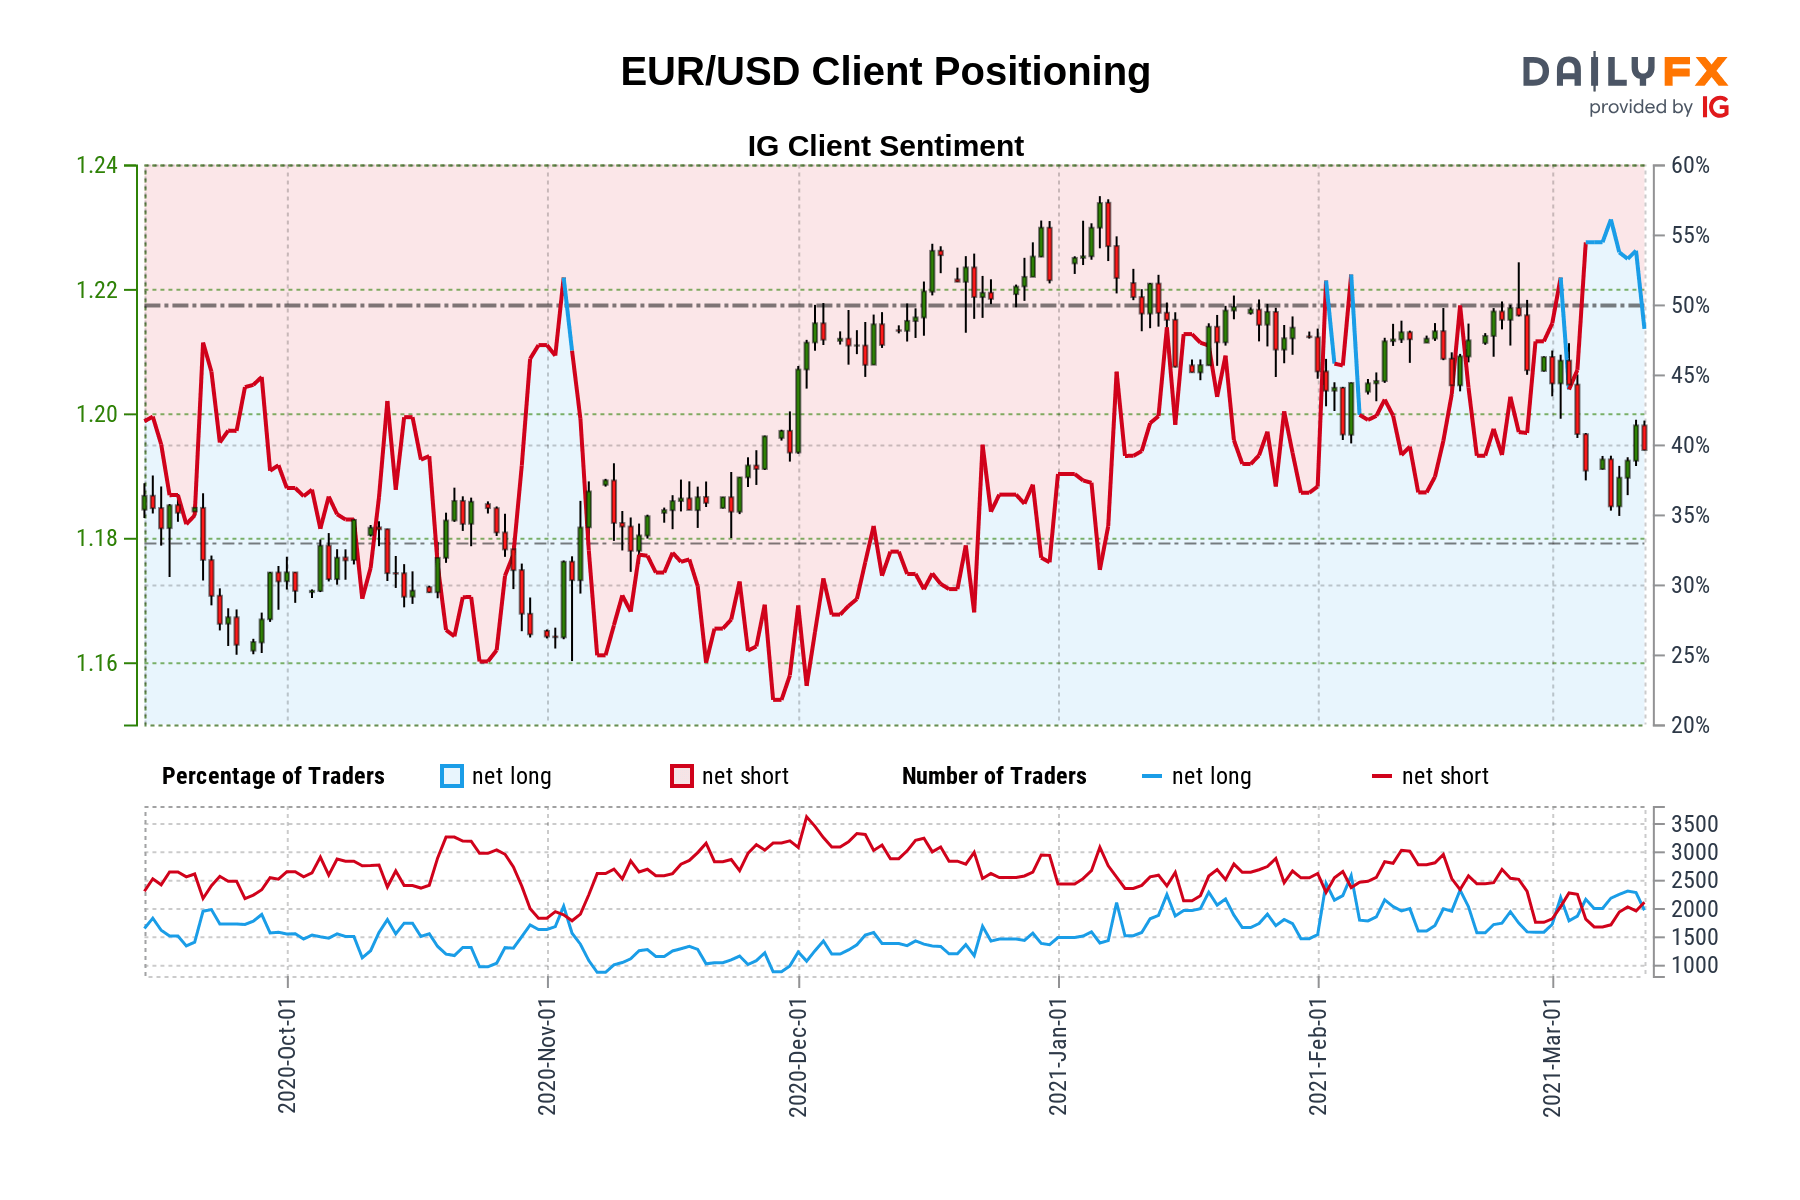 EUR/USD Client Positioning
DAILYFX
provided by IG
IG Client Sentiment
1.24
1.22
1.20
1.18
1.16
60%
55%
50%
45%
40%
35%
30%
25%
20%
Percentage of Traders net long net short Number of Traders net long net short
3500
3000
2500
2000
1500
1000
2020-Oct-01
2020-Nov-01
2020-Dec-01
2021-Jan-01
2021-Feb-01
2021-Mar-01